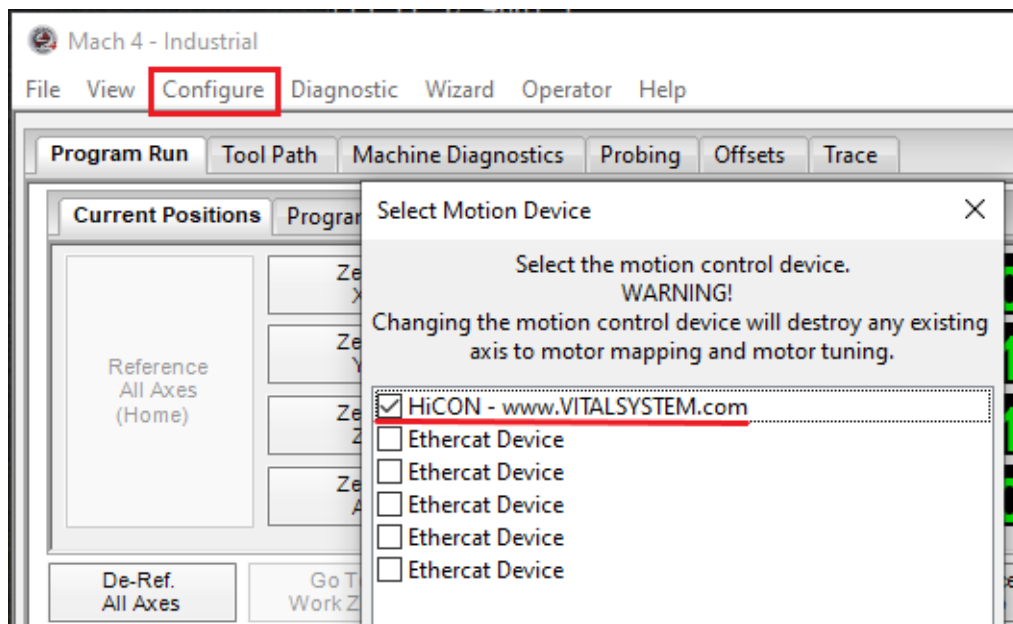 Mach 4 - Industrial
File View Configure Diagnostic Wizard Operator Help
Program Run Tool Path Machine Diagnostics Probing Offsets Trace
Current Positions
Select Motion Device
Select the motion control device.
WARNING!
Changing the motion control device will destroy any existing
axis to motor mapping and motor tuning.
HiCON - www.VITALSYSTEM.com
Ethercat Device
Ethercat Device
Ethercat Device
Ethercat Device
Ethercat Device
Reference
All Axes
(Home)
De-Ref.
All Axes
Go
Work